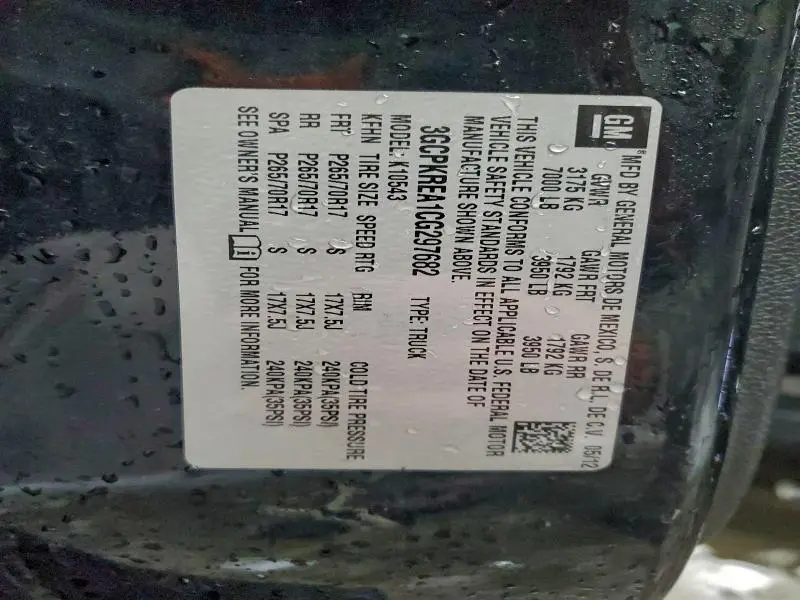 GM
® MFD BY GENERAL MOTORS DE MEXICO, S. DE R.L. DE C.V. 05/12
GVWR GAWR FRT GAWR RR
3175 KG 1792 KG 1792 KG
7000 LB 3950 LB 3950 LB
THIS VEHICLE CONFORMS TO ALL APPLICABLE U.S. FEDERAL MOTOR
VEHICLE SAFETY STANDARDS IN EFFECT ON THE DATE OF
MANUFACTURE SHOWN ABOVE.
3GCPKREA1CG297682 TYPE: TRUCK
MODEL: K10543
KFHN TIRE SIZE SPEED RTG RIM COLD TIRE PRESSURE
FRT P265/70R17 S 17X7.5J 240KPA(35PSI)
RR P265/70R17 S 17X7.5J 240KPA(35PSI)
SPA P265/70R17 S 17X7.5J 240KPA(35PSI)
SEE OWNER'S MANUAL FOR MORE INFORMATION.